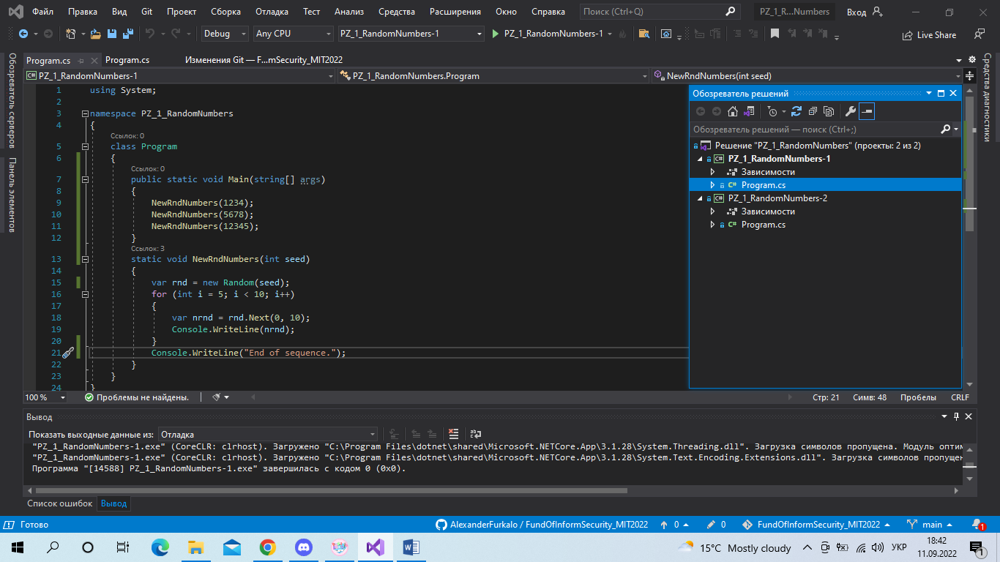 Файл Правка Вид Git Проект Сборка Отладка Тест Анализ Средства Расширения Окно Справка Поиск (Ctrl+Q) PZ_1_R...Numbers Вход
Debug Any CPU PZ_1_RandomNumbers-1 PZ_1_RandomNumbers-1 Live Share
Обозреватель серверов
Панель элементов
Program.cs Program.cs Изменения Git — F...mSecurity_MIT2022
C# PZ_1_RandomNumbers-1 PZ_1_RandomNumbers.Program NewRndNumbers(int seed)
1 using System;
2
3 namespace PZ_1_RandomNumbers
4 {
Ссылок: 0
5 class Program
6 {
Ссылок: 0
7 public static void Main(string[] args)
8 {
9 NewRndNumbers(1234);
10 NewRndNumbers(5678);
11 NewRndNumbers(12345);
12 }
Ссылок: 3
13 static void NewRndNumbers(int seed)
14 {
15 var rnd = new Random(seed);
16 for (int i = 5; i < 10; i++)
17 {
18 var nrnd = rnd.Next(0, 10);
19 Console.WriteLine(nrnd);
20 }
21 Console.WriteLine("End of sequence.");
22 }
23 }
24 }
Обозреватель решений
Обозреватель решений — поиск (Ctrl+;)
Решение "PZ_1_RandomNumbers" (проекты: 2 из 2)
C# PZ_1_RandomNumbers-1
Зависимости
C# Program.cs
C# PZ_1_RandomNumbers-2
Зависимости
C# Program.cs
Средства диагностики
100 % Проблемы не найдены. Стр: 21 Симв: 48 Пробелы CRLF
Вывод
Показать выходные данные из: Отладка
"PZ_1_RandomNumbers-1.exe" (CoreCLR: clrhost). Загружено "C:\Program Files\dotnet\shared\Microsoft.NETCore.App\3.1.28\System.Threading.dll". Загрузка символов пропущена. Модуль оптим
"PZ_1_RandomNumbers-1.exe" (CoreCLR: clrhost). Загружено "C:\Program Files\dotnet\shared\Microsoft.NETCore.App\3.1.28\System.Text.Encoding.Extensions.dll". Загрузка символов пропущен
Программа "[14588] PZ_1_RandomNumbers-1.exe" завершилась с кодом 0 (0x0).
Список ошибок Вывод
Готово AlexanderFurkalo / FundOfInformSecurity_MIT2022 0 0 FundOfInformSecurity_MIT2022 main 1
15°C Mostly cloudy УКР 18:42
11.09.2022 1